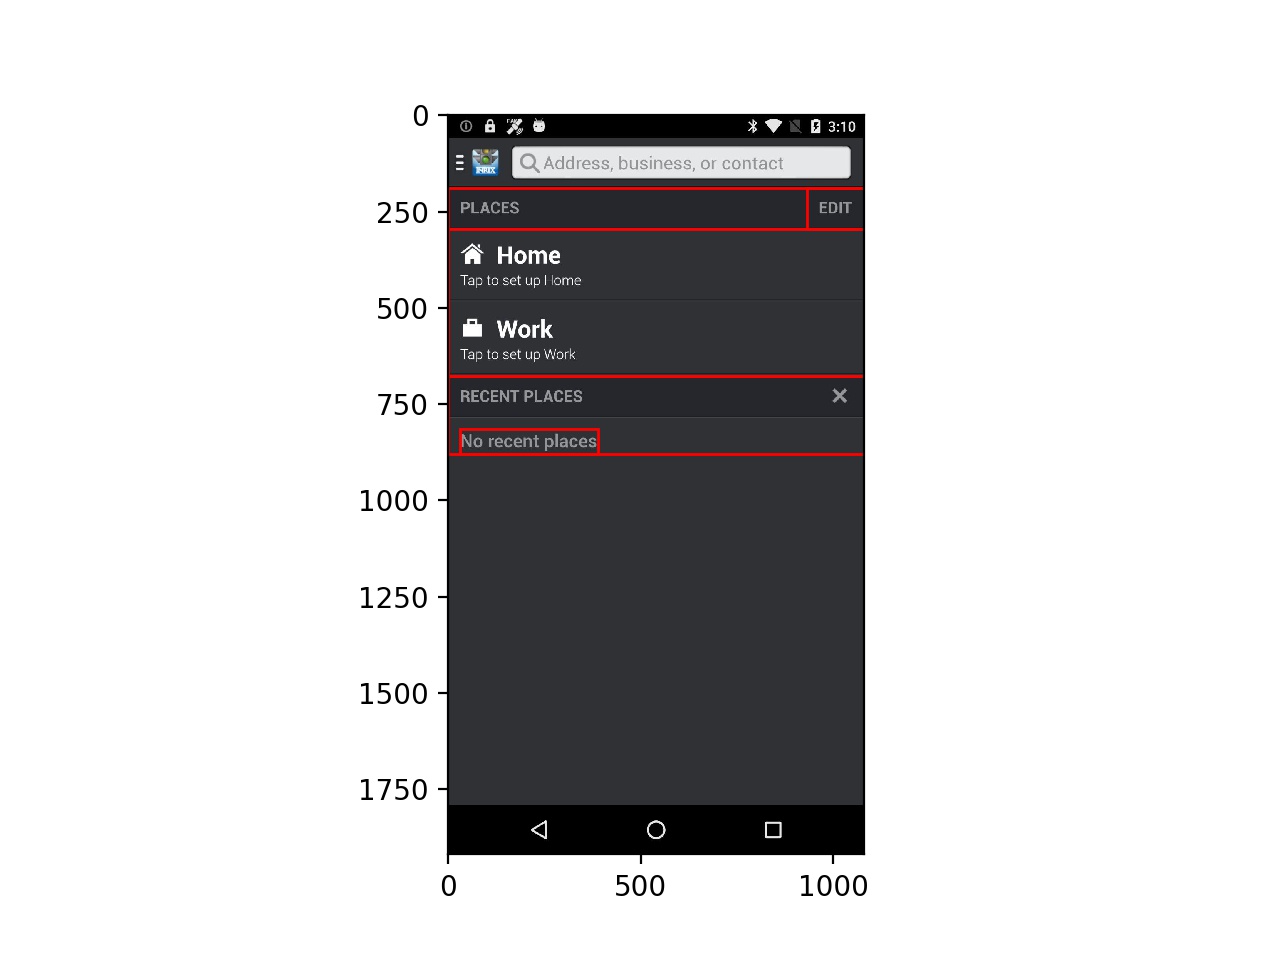 0
250
500
750
1000
1250
1500
1750
3:10
INRIX
Address, business, or contact
PLACES
EDIT
Home
Tap to set up Home
Work
Tap to set up Work
RECENT PLACES
No recent places
0
500
1000